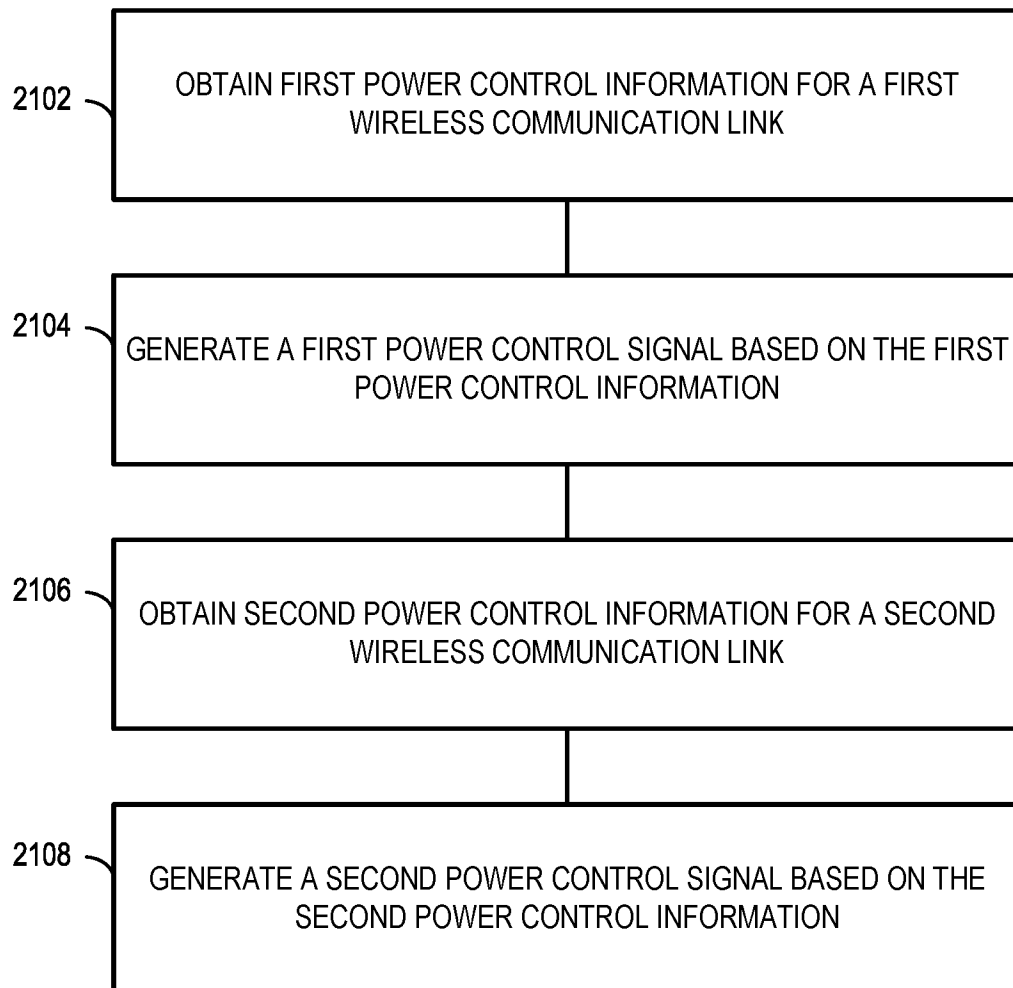 2102
OBTAIN FIRST POWER CONTROL INFORMATION FOR A FIRST
WIRELESS COMMUNICATION LINK
2104
GENERATE A FIRST POWER CONTROL SIGNAL BASED ON THE FIRST
POWER CONTROL INFORMATION
2106
OBTAIN SECOND POWER CONTROL INFORMATION FOR A SECOND
WIRELESS COMMUNICATION LINK
2108
GENERATE A SECOND POWER CONTROL SIGNAL BASED ON THE
SECOND POWER CONTROL INFORMATION